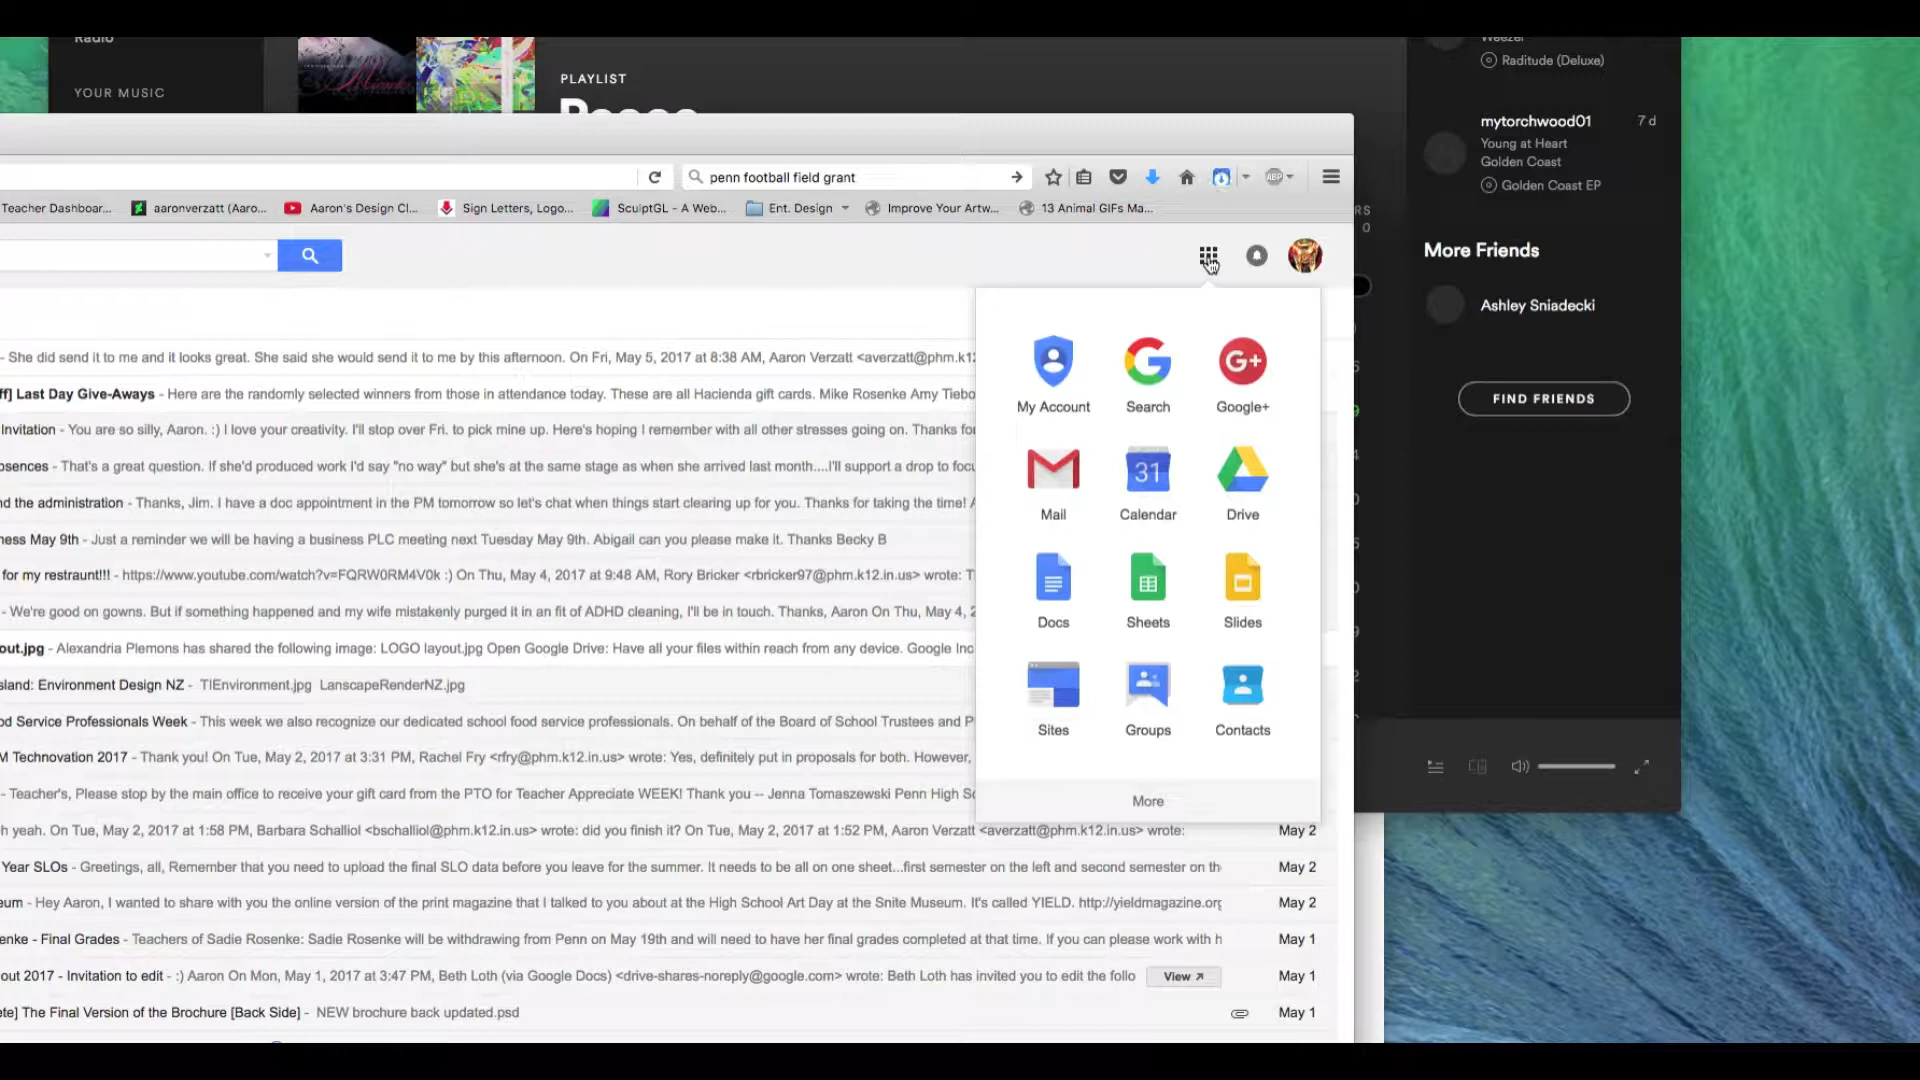 Radio
YOUR MUSIC
PLAYLIST
Weezer
Raditude (Deluxe)
mytorchwood01 7 d
Young at Heart
Golden Coast
Golden Coast EP
More Friends
Ashley Sniadecki
FIND FRIENDS
penn football field grant
ABP
Teacher Dashboar... aaronverzatt (Aaro... Aaron's Design Cl... Sign Letters, Logo... SculptGL - A Web... Ent. Design Improve Your Artw... 13 Animal GIFs Ma...
RS
0
My Account Search Google+
31
Mail Calendar Drive
Docs Sheets Slides
Sites Groups Contacts
More
- She did send it to me and it looks great. She said she would send it to me by this afternoon. On Fri, May 5, 2017 at 8:38 AM, Aaron Verzatt <averzatt@phm.k12
ff] Last Day Give-Aways - Here are the randomly selected winners from those in attendance today. These are all Hacienda gift cards. Mike Rosenke Amy Tiebo
Invitation - You are so silly, Aaron. :) I love your creativity. I'll stop over Fri. to pick mine up. Here's hoping I remember with all other stresses going on. Thanks for
osences - That's a great question. If she'd produced work I'd say "no way" but she's at the same stage as when she arrived last month....I'll support a drop to focu
nd the administration - Thanks, Jim. I have a doc appointment in the PM tomorrow so let's chat when things start clearing up for you. Thanks for taking the time! A
ness May 9th - Just a reminder we will be having a business PLC meeting next Tuesday May 9th. Abigail can you please make it. Thanks Becky B
for my restraunt!!! - https://www.youtube.com/watch?v=FQRW0RM4V0k :) On Thu, May 4, 2017 at 9:48 AM, Rory Bricker <rbricker97@phm.k12.in.us> wrote: T
- We're good on gowns. But if something happened and my wife mistakenly purged it in an fit of ADHD cleaning, I'll be in touch. Thanks, Aaron On Thu, May 4, 2
out.jpg - Alexandria Plemons has shared the following image: LOGO layout.jpg Open Google Drive: Have all your files within reach from any device. Google Inc
sland: Environment Design NZ - TIEnvironment.jpg LanscapeRenderNZ.jpg
od Service Professionals Week - This week we also recognize our dedicated school food service professionals. On behalf of the Board of School Trustees and P
M Technovation 2017 - Thank you! On Tue, May 2, 2017 at 3:31 PM, Rachel Fry <rfry@phm.k12.in.us> wrote: Yes, definitely put in proposals for both. However,
- Teacher's, Please stop by the main office to receive your gift card from the PTO for Teacher Appreciate WEEK! Thank you -- Jenna Tomaszewski Penn High Sc
h yeah. On Tue, May 2, 2017 at 1:58 PM, Barbara Schalliol <bschalliol@phm.k12.in.us> wrote: did you finish it? On Tue, May 2, 2017 at 1:52 PM, Aaron Verzatt <averzatt@phm.k12.in.us> wrote: May 2
Year SLOs - Greetings, all, Remember that you need to upload the final SLO data before you leave for the summer. It needs to be all on one sheet...first semester on the left and second semester on th May 2
eum - Hey Aaron, I wanted to share with you the online version of the print magazine that I talked to you about at the High School Art Day at the Snite Museum. It's called YIELD. http://yieldmagazine.org May 2
enke - Final Grades - Teachers of Sadie Rosenke: Sadie Rosenke will be withdrawing from Penn on May 19th and will need to have her final grades completed at that time. If you can please work with h May 1
out 2017 - Invitation to edit - :) Aaron On Mon, May 1, 2017 at 3:47 PM, Beth Loth (via Google Docs) <drive-shares-noreply@google.com> wrote: Beth Loth has invited you to edit the follo View May 1
ete] The Final Version of the Brochure [Back Side] - NEW brochure back updated.psd May 1